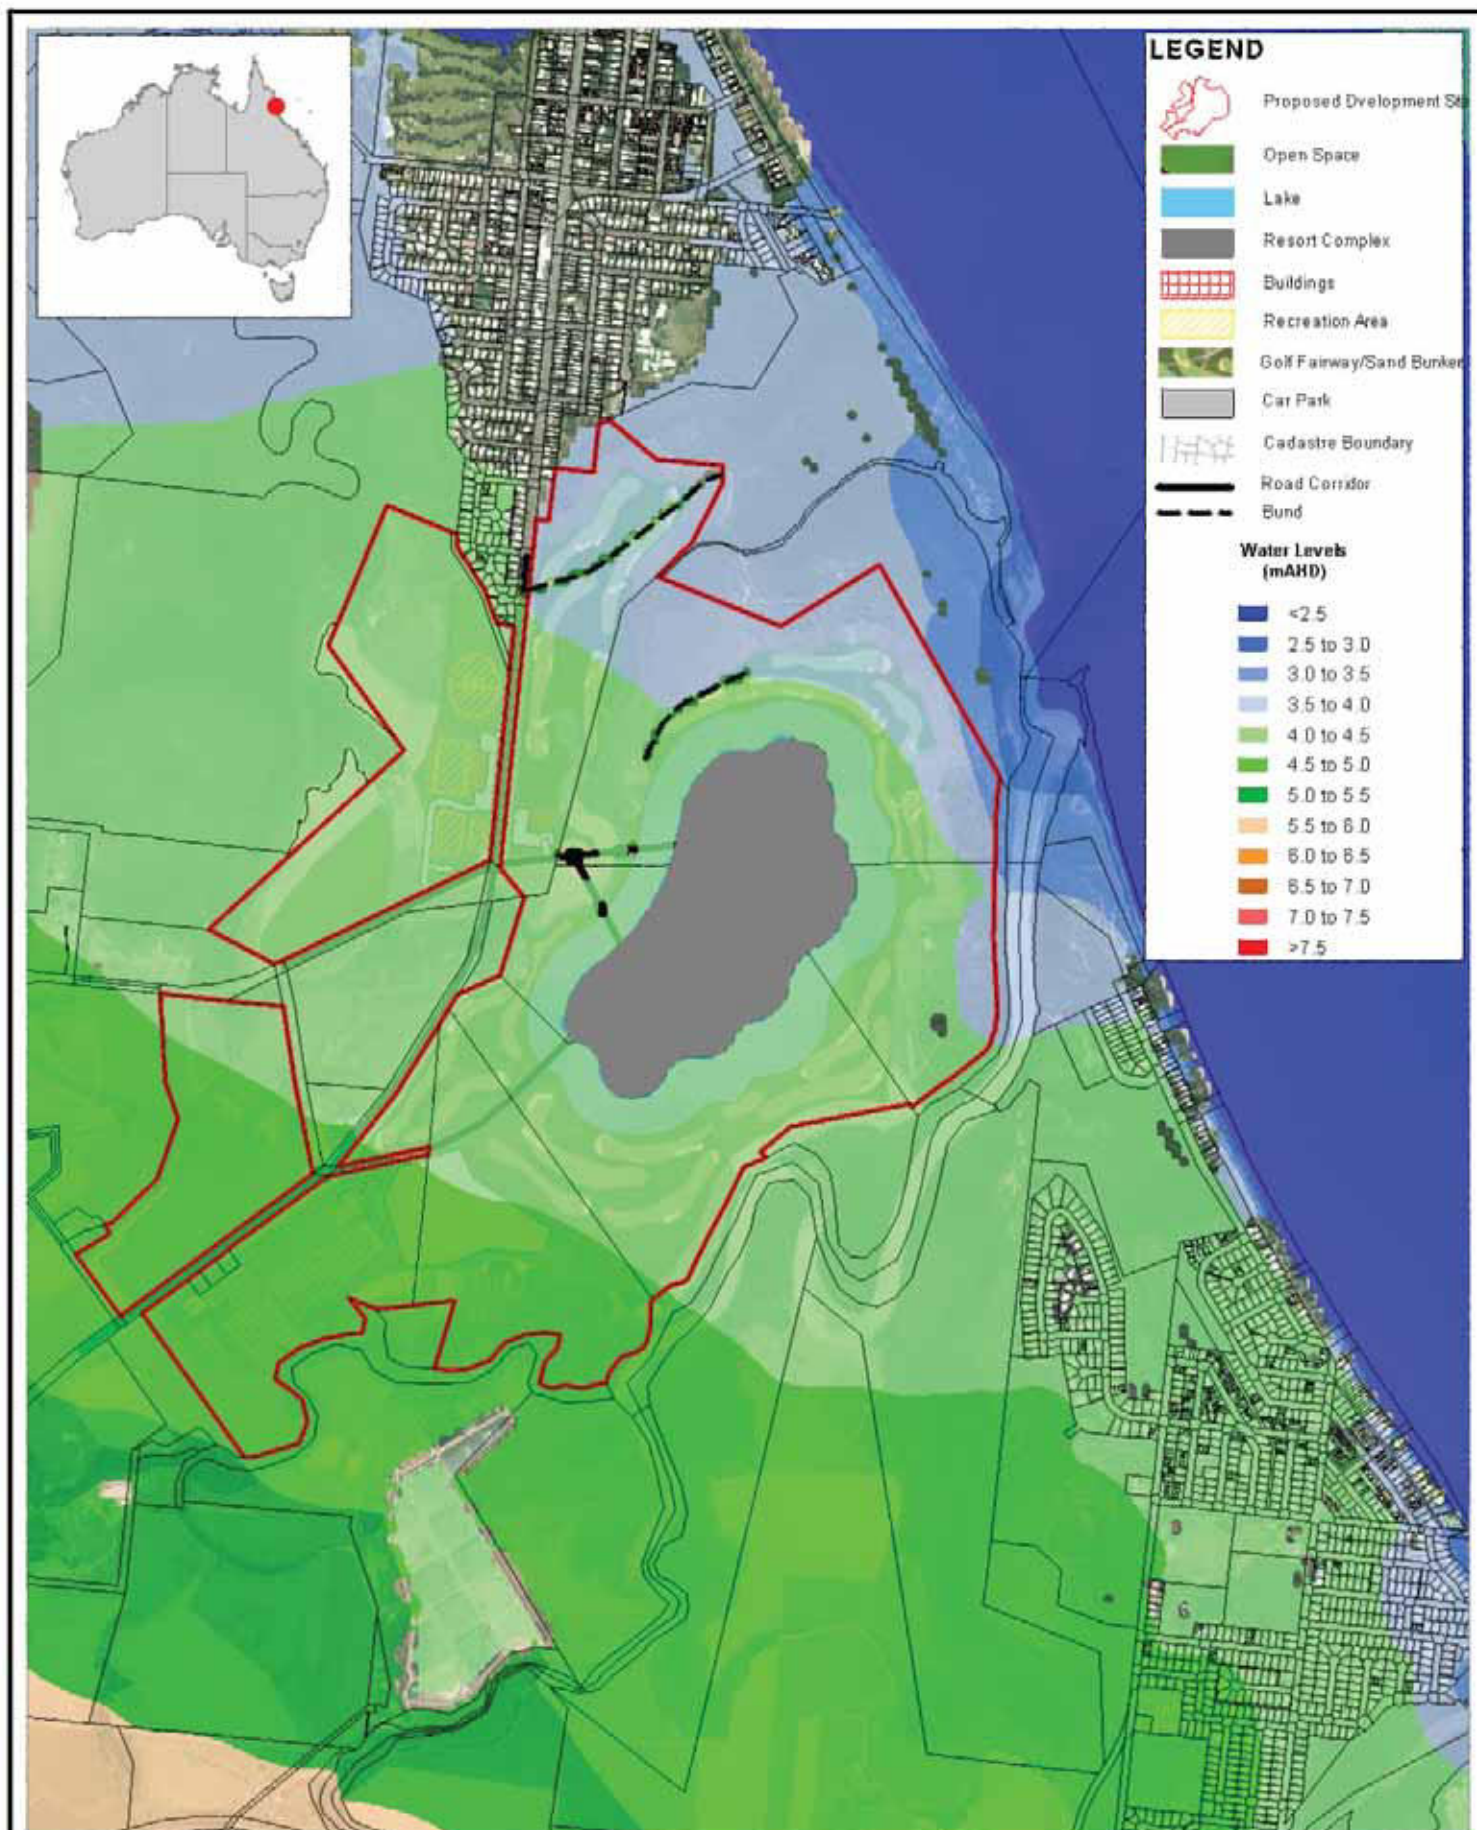 LEGEND
Proposed Dvelopment Site
Open Space
Lake
Resort Complex
Buildings
Recreation Area
Golf Fairway/Sand Bunker
Car Park
Cadastre Boundary
Road Corridor
Bund
Water Levels
(mAHD)
<2.5
2.5 to 3.0
3.0 to 3.5
3.5 to 4.0
4.0 to 4.5
4.5 to 5.0
5.0 to 5.5
5.5 to 6.0
6.0 to 6.5
6.5 to 7.0
7.0 to 7.5
>7.5